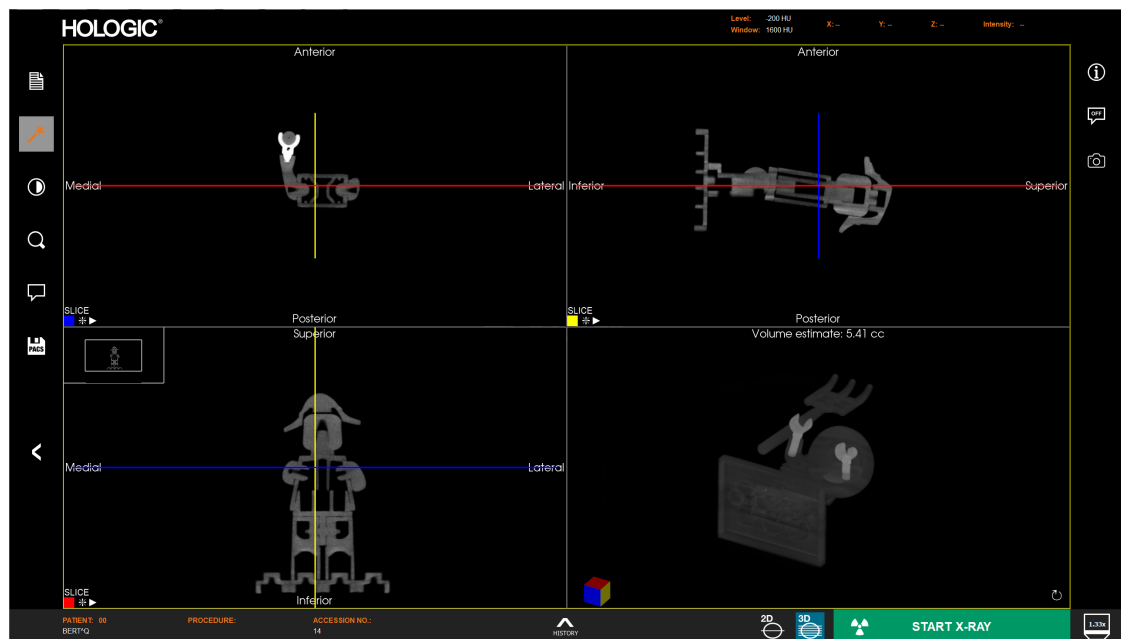 HOLOGIC®
Level: -200 HU
Window: 1600 HU
X: --
Y: --
Z: --
Intensity: --
Anterior
Medial
Lateral
SLICE
Posterior
Anterior
Inferior
Superior
SLICE
Posterior
OFF
PACS
Superior
Medial
Lateral
SLICE
Inferior
Volume estimate: 5.41 cc
PATIENT: 00
BERT^Q
PROCEDURE:
ACCESSION NO.:
14
HISTORY
2D
3D
START X-RAY
1.33x